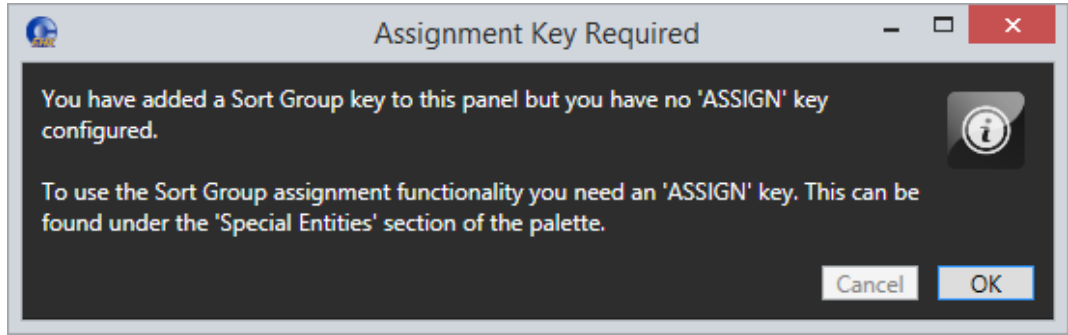 Assignment Key Required
You have added a Sort Group key to this panel but you have no 'ASSIGN' key
configured.
To use the Sort Group assignment functionality you need an 'ASSIGN' key. This can be
found under the 'Special Entities' section of the palette.
Cancel
OK